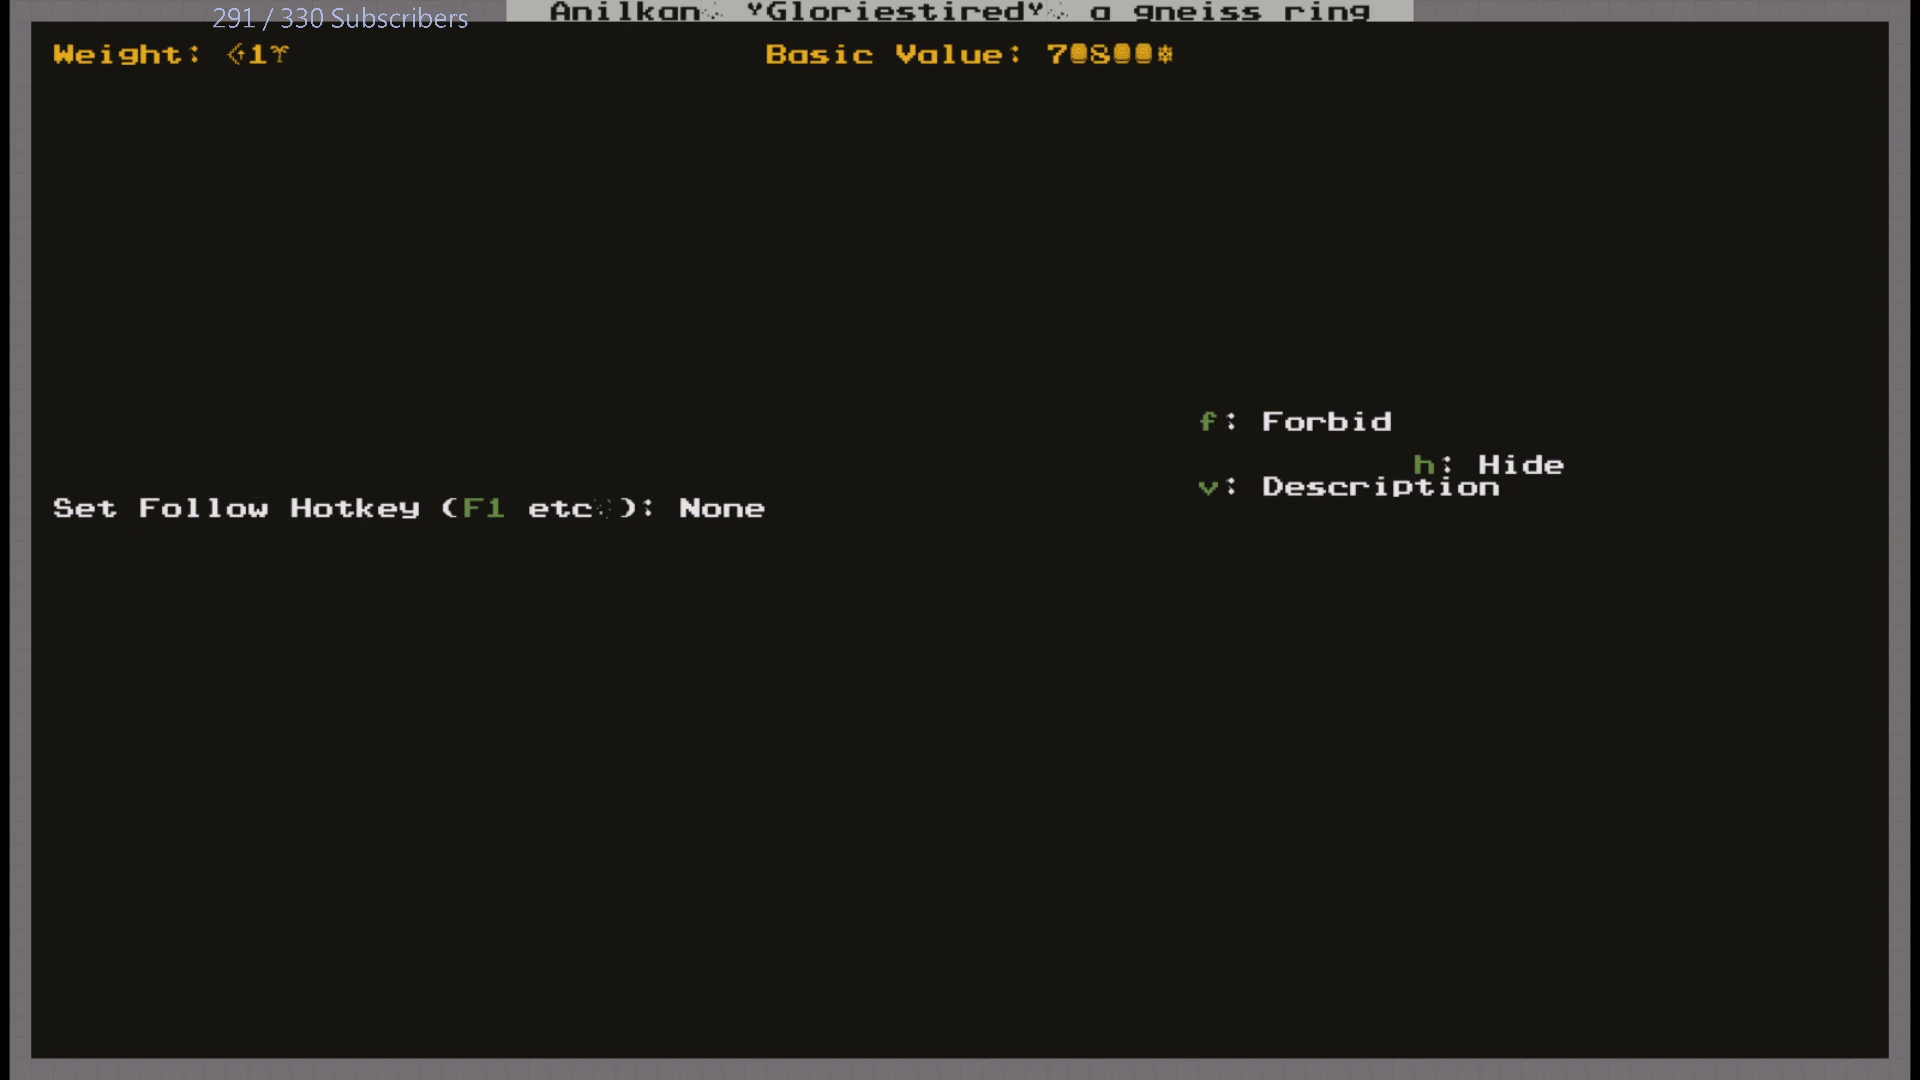 291 / 330 Subscribers
Anilkan. "Gloriestired". a gneiss ring
Weight: <1
Basic Value: 70800☼
f: Forbid
h: Hide
v: Description
Set Follow Hotkey (F1 etc.): None